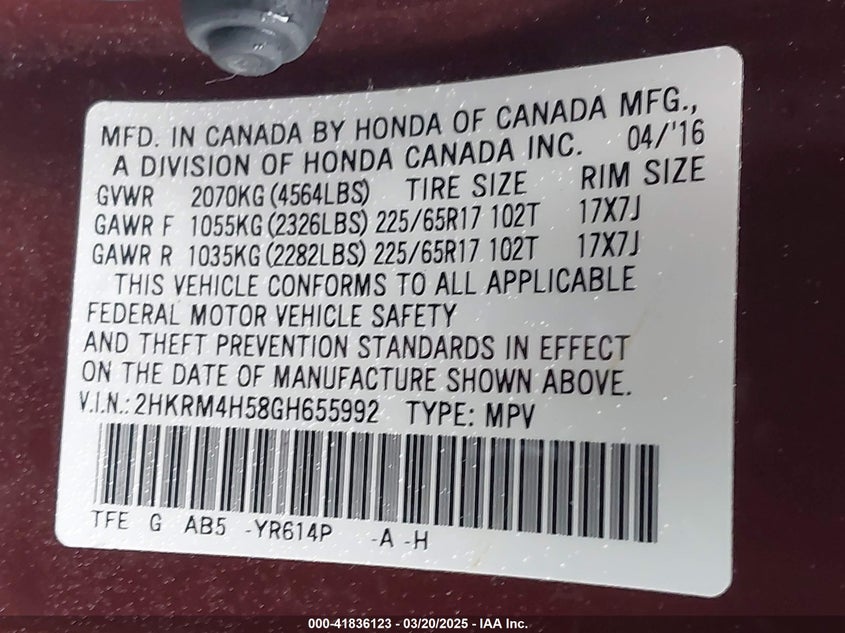 MFD. IN CANADA BY HONDA OF CANADA MFG.,
A DIVISION OF HONDA CANADA INC. 04/'16
GVWR 2070KG (4564LBS) TIRE SIZE RIM SIZE
GAWR F 1055KG (2326LBS) 225/65R17 102T 17X7J
GAWR R 1035KG (2282LBS) 225/65R17 102T 17X7J
THIS VEHICLE CONFORMS TO ALL APPLICABLE
FEDERAL MOTOR VEHICLE SAFETY
AND THEFT PREVENTION STANDARDS IN EFFECT
ON THE DATE OF MANUFACTURE SHOWN ABOVE.
V.I.N.: 2HKRM4H58GH655992 TYPE: MPV
TFE G AB5 -YR614P -A -H
000-41836123 - 03/20/2025 - IAA Inc.